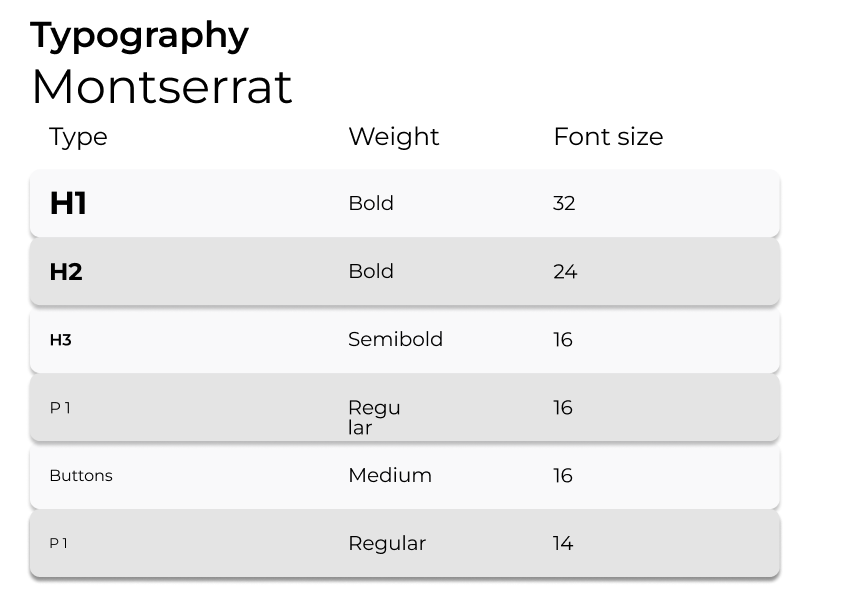 Typography
Montserrat
Type Weight Font size
H1 Bold 32
H2 Bold 24
H3 Semibold 16
P 1 Regu 16
lar
Buttons Medium 16
P 1 Regular 14